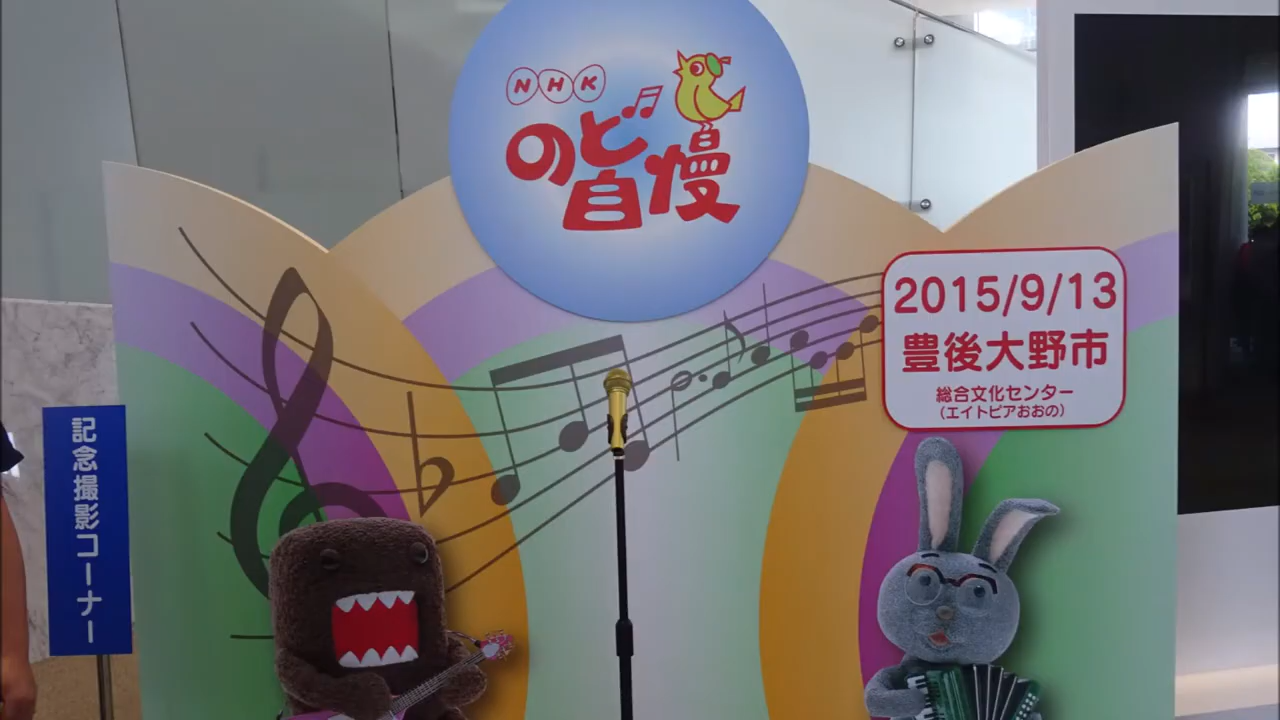 NHK
のど
自慢
2015/9/13
豊後大野市
総合文化センター
(エイトピアおおの)
記念撮影コーナー